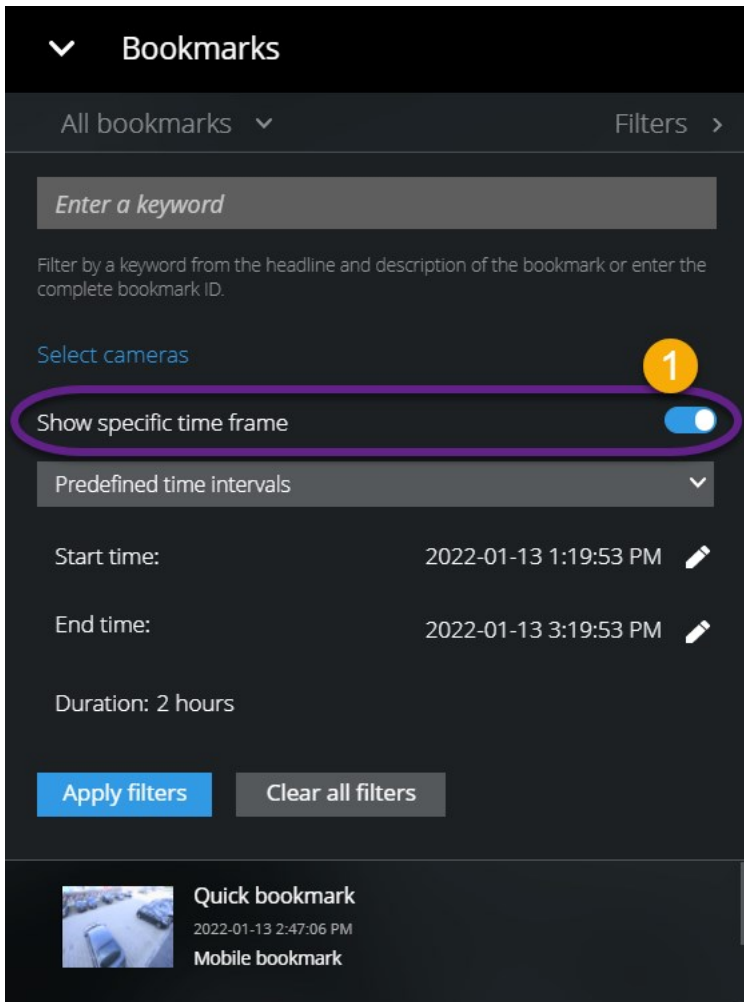 Bookmarks
All bookmarks
Filters
Enter a keyword
Filter by a keyword from the headline and description of the bookmark or enter the
complete bookmark ID.
Select cameras
1
Show specific time frame
Predefined time intervals
Start time: 2022-01-13 1:19:53 PM
End time: 2022-01-13 3:19:53 PM
Duration: 2 hours
Apply filters
Clear all filters
Quick bookmark
2022-01-13 2:47:06 PM
Mobile bookmark